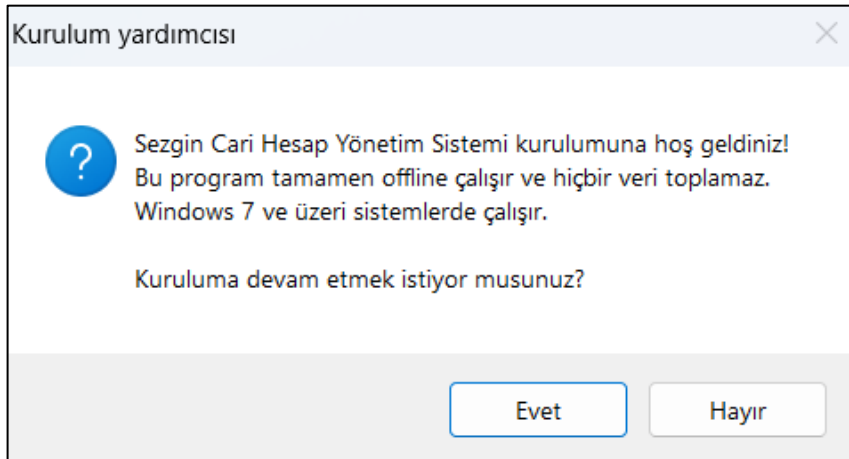 Kurulum yardımcısı
?
Sezgin Cari Hesap Yönetim Sistemi kurulumuna hoş geldiniz!
Bu program tamamen offline çalışır ve hiçbir veri toplamaz.
Windows 7 ve üzeri sistemlerde çalışır.
Kuruluma devam etmek istiyor musunuz?
Evet Hayır